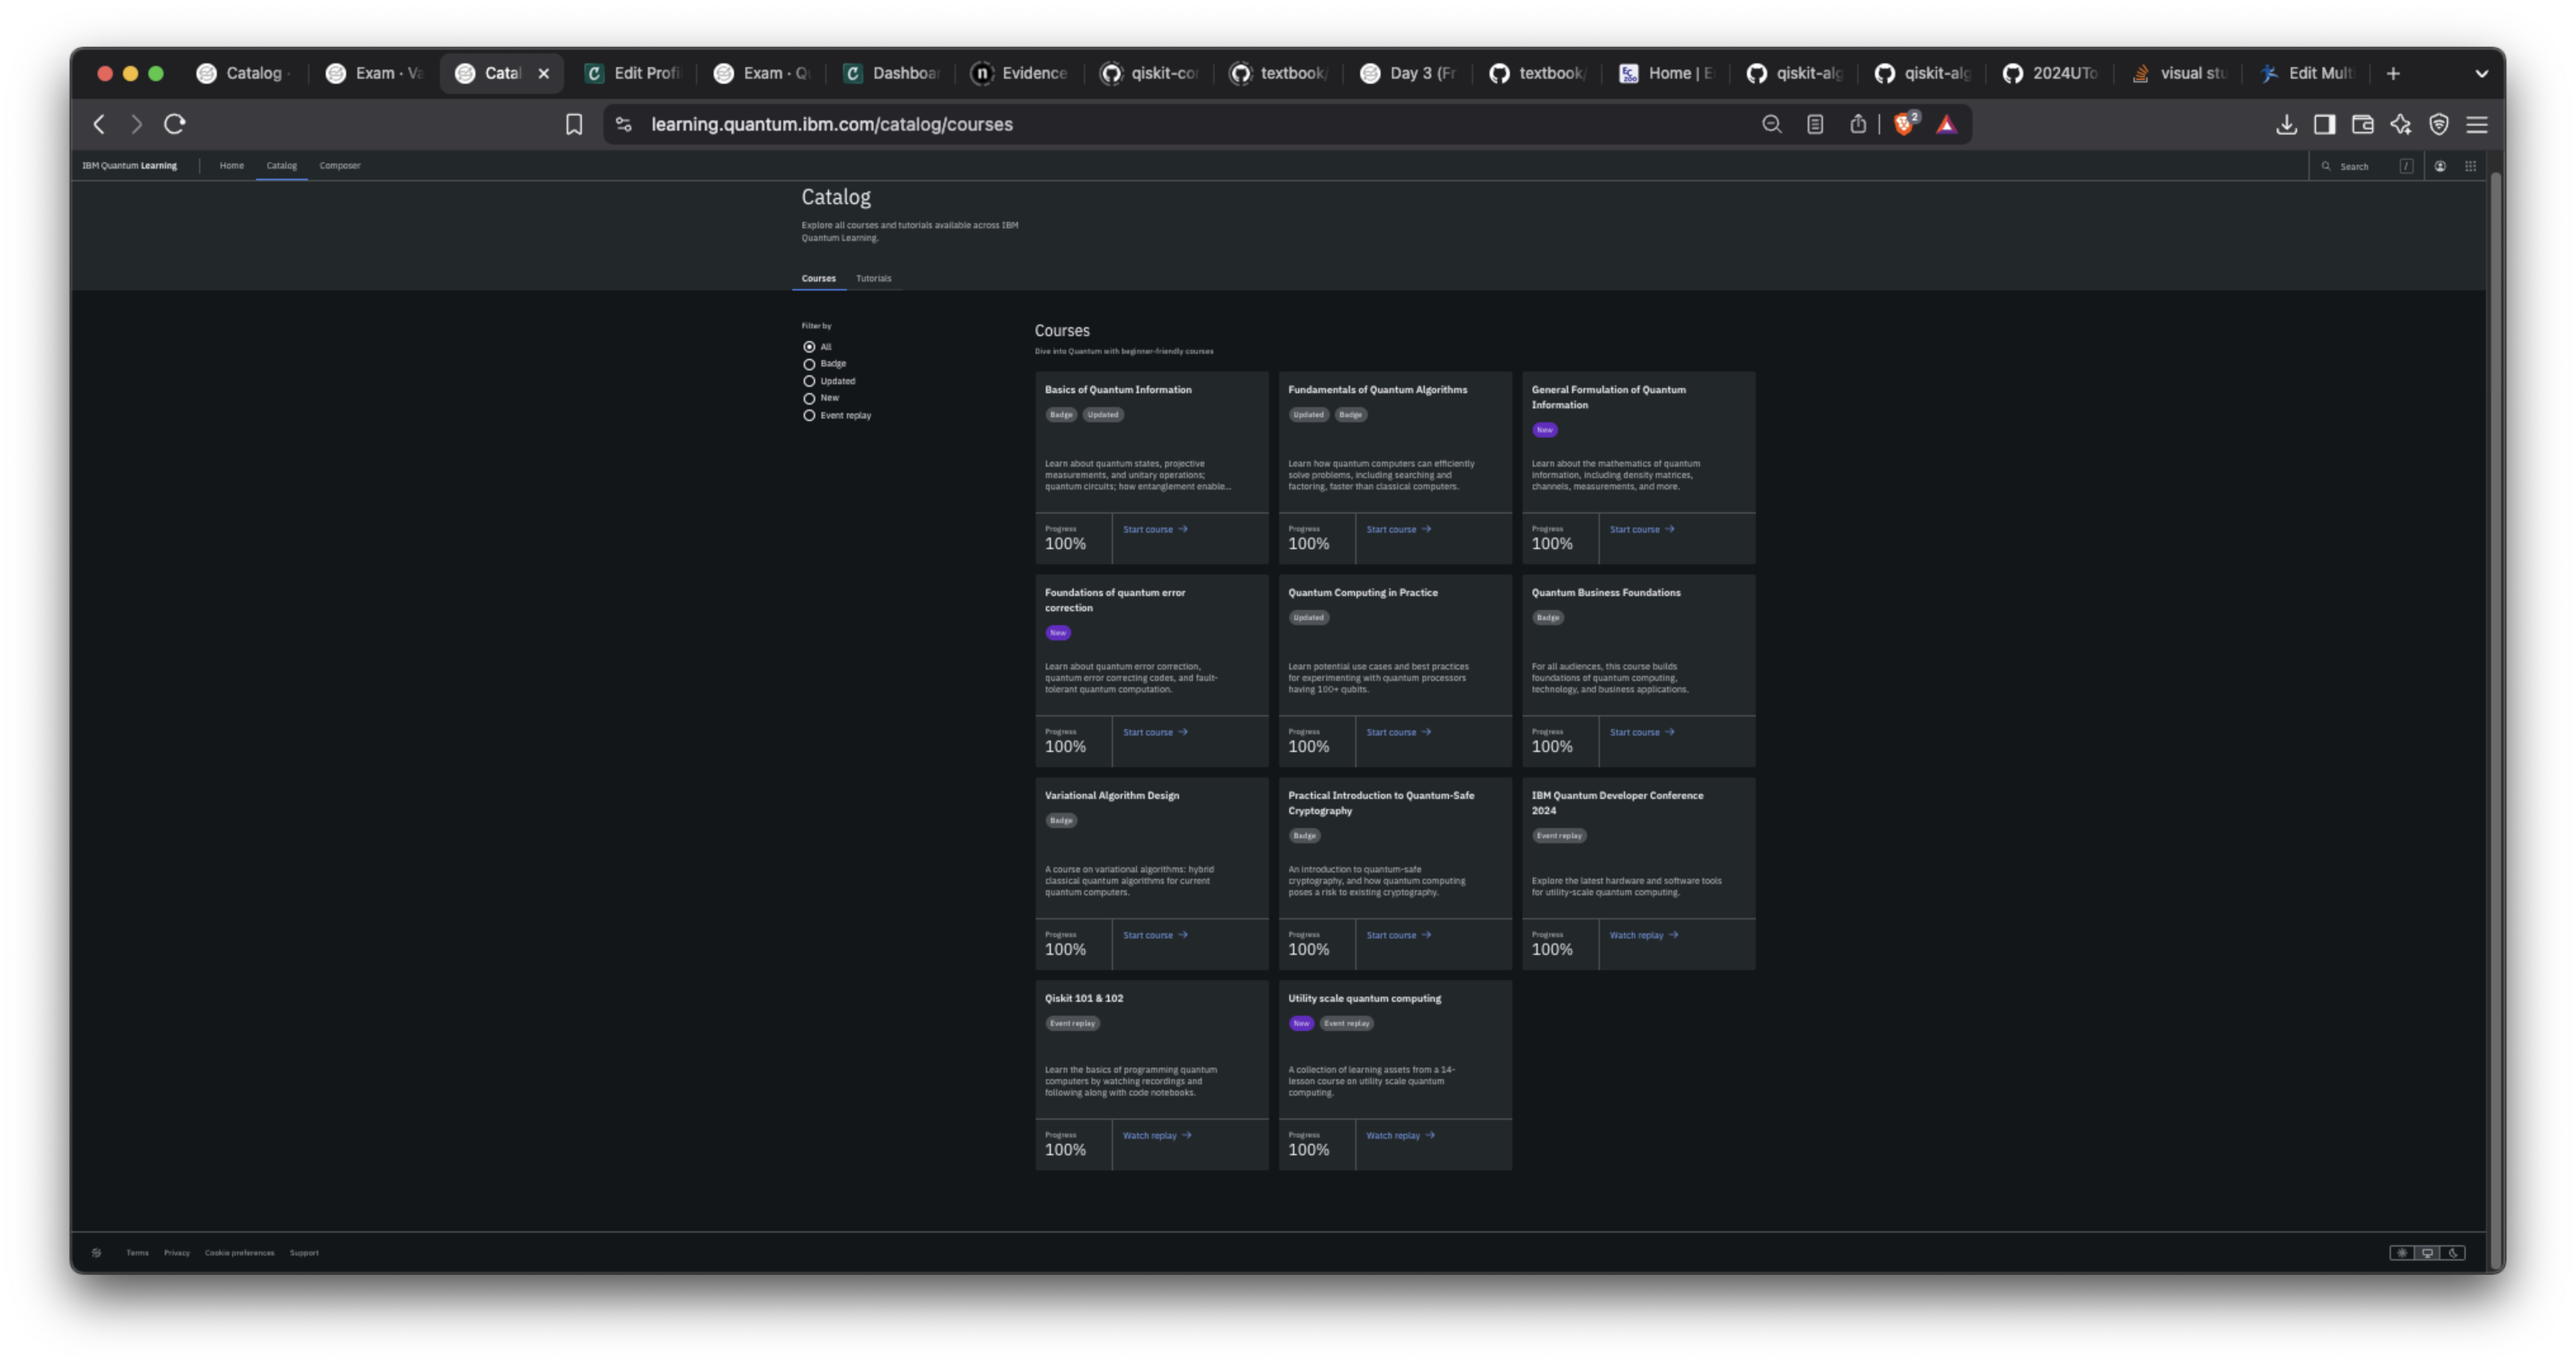 Catalog
Exam · Va
Catal
Edit Profi
Exam · Qu
Dashboar
Evidence
qiskit-cor
textbook/
Day 3 (Fr
textbook/
Home | E
qiskit-alg
qiskit-alg
2024UTo
visual stu
Edit Multi
learning.quantum.ibm.com/catalog/courses
2
IBM Quantum Learning
Home
Catalog
Composer
Search
/
Catalog
Explore all courses and tutorials available across IBM
Quantum Learning.
Courses
Tutorials
Filter by
All
Badge
Updated
New
Event replay
Courses
Dive into Quantum with beginner-friendly courses
Basics of Quantum Information
Badge Updated
Learn about quantum states, projective
measurements, and unitary operations;
quantum circuits; how entanglement enable...
Progress
100%
Start course →
Fundamentals of Quantum Algorithms
Updated Badge
Learn how quantum computers can efficiently
solve problems, including searching and
factoring, faster than classical computers.
Progress
100%
Start course →
General Formulation of Quantum
Information
New
Learn about the mathematics of quantum
information, including density matrices,
channels, measurements, and more.
Progress
100%
Start course →
Foundations of quantum error
correction
New
Learn about quantum error correction,
quantum error correcting codes, and fault-
tolerant quantum computation.
Progress
100%
Start course →
Quantum Computing in Practice
Updated
Learn potential use cases and best practices
for experimenting with quantum processors
having 100+ qubits.
Progress
100%
Start course →
Quantum Business Foundations
Badge
For all audiences, this course builds
foundations of quantum computing,
technology, and business applications.
Progress
100%
Start course →
Variational Algorithm Design
Badge
A course on variational algorithms: hybrid
classical quantum algorithms for current
quantum computers.
Progress
100%
Start course →
Practical Introduction to Quantum-Safe
Cryptography
Badge
An introduction to quantum-safe
cryptography, and how quantum computing
poses a risk to existing cryptography.
Progress
100%
Start course →
IBM Quantum Developer Conference
2024
Event replay
Explore the latest hardware and software tools
for utility-scale quantum computing.
Progress
100%
Watch replay →
Qiskit 101 & 102
Event replay
Learn the basics of programming quantum
computers by watching recordings and
following along with code notebooks.
Progress
100%
Watch replay →
Utility scale quantum computing
New Event replay
A collection of learning assets from a 14-
lesson course on utility scale quantum
computing.
Progress
100%
Watch replay →
Terms
Privacy
Cookie preferences
Support